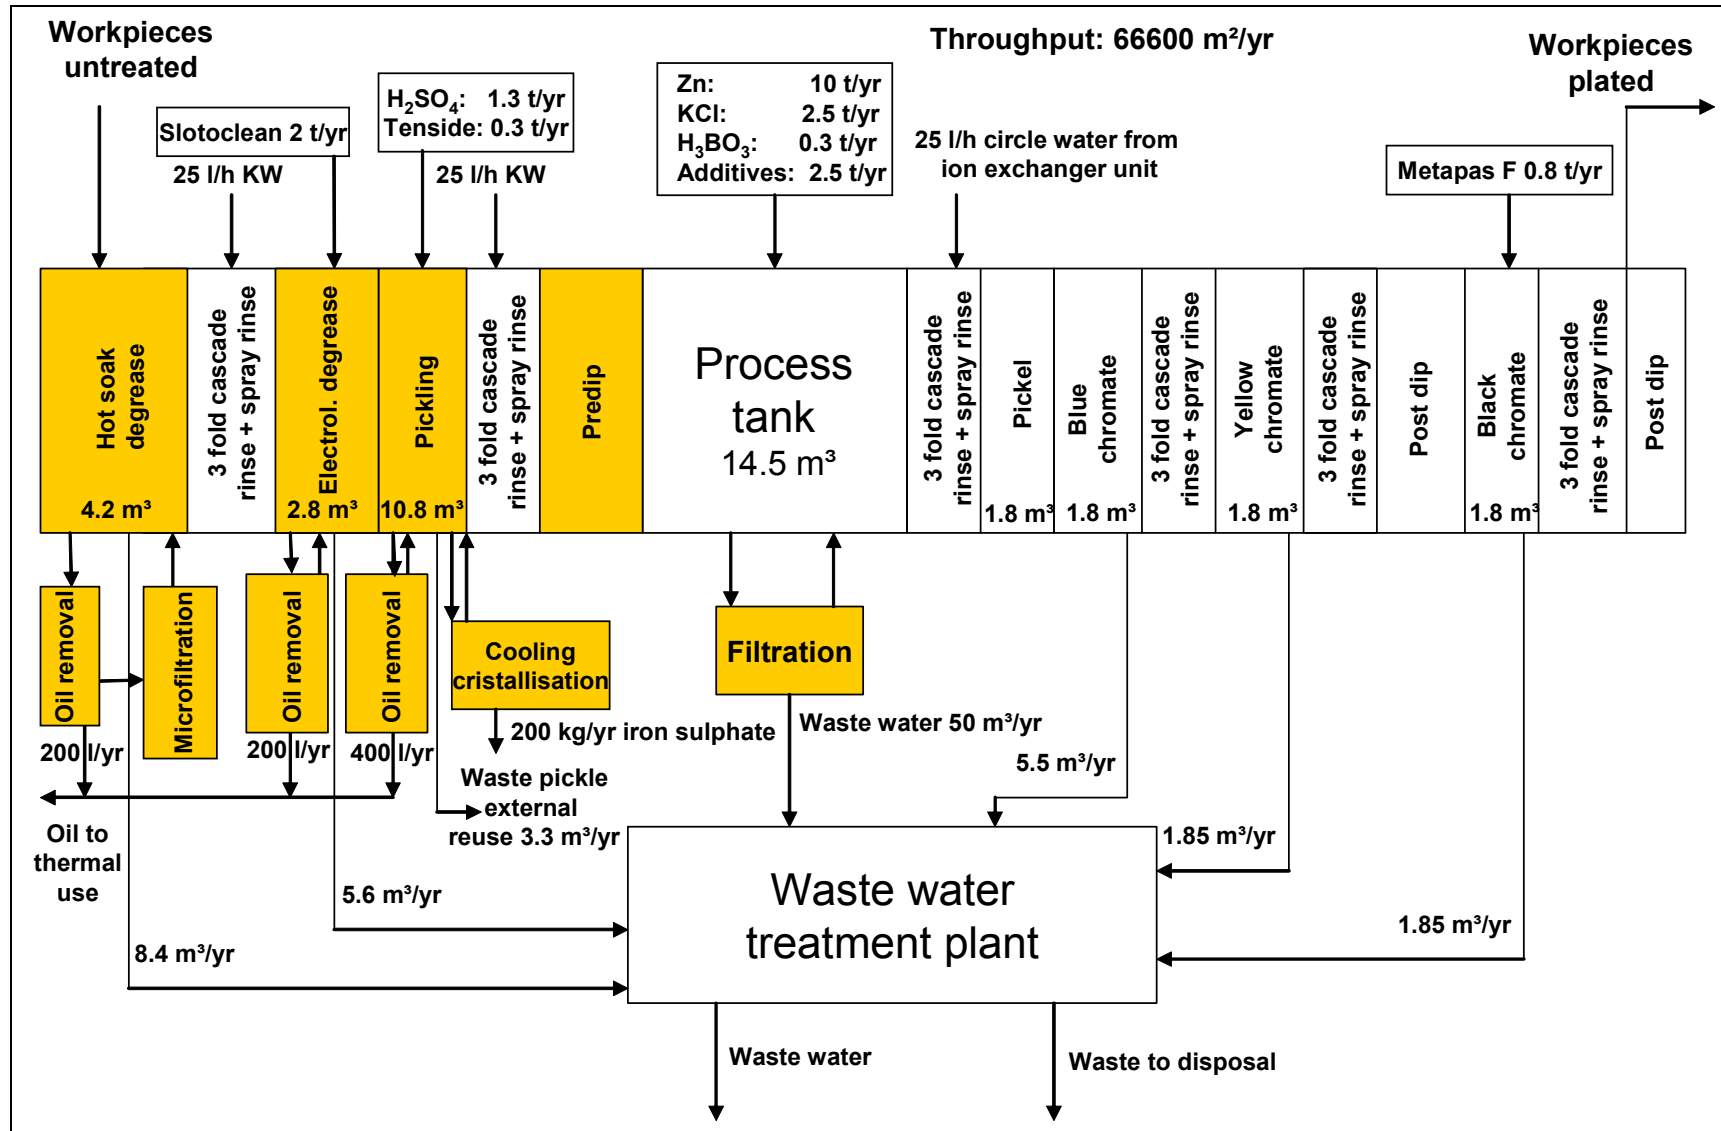 Workpieces
untreated
Throughput: 66600 m²/yr
Workpieces
plated
Slotoclean 2 t/yr
25 l/h KW
H₂SO₄: 1.3 t/yr
Tenside: 0.3 t/yr
25 l/h KW
Zn: 10 t/yr
KCl: 2.5 t/yr
H₃BO₃: 0.3 t/yr
Additives: 2.5 t/yr
25 l/h circle water from
ion exchanger unit
Metapas F 0.8 t/yr
Hot soak
degrease
4.2 m³
3 fold cascade
rinse + spray rinse
Electrol. degrease
2.8 m³
Pickling
10.8 m³
3 fold cascade
rinse + spray rinse
Predip
Process
tank
14.5 m³
3 fold cascade
rinse + spray rinse
Pickel
1.8 m³
Blue
chromate
1.8 m³
3 fold cascade
rinse + spray rinse
Yellow
chromate
1.8 m³
3 fold cascade
rinse + spray rinse
Post dip
Black
chromate
1.8 m³
3 fold cascade
rinse + spray rinse
Post dip
Oil removal
Microfiltration
Oil removal
Oil removal
Cooling
cristallisation
Filtration
200 l/yr
200 l/yr
400 l/yr
200 kg/yr iron sulphate
Waste water 50 m³/yr
Waste pickle
external
reuse 3.3 m³/yr
5.5 m³/yr
Oil to
thermal
use
1.85 m³/yr
5.6 m³/yr
8.4 m³/yr
Waste water
treatment plant
1.85 m³/yr
Waste water
Waste to disposal